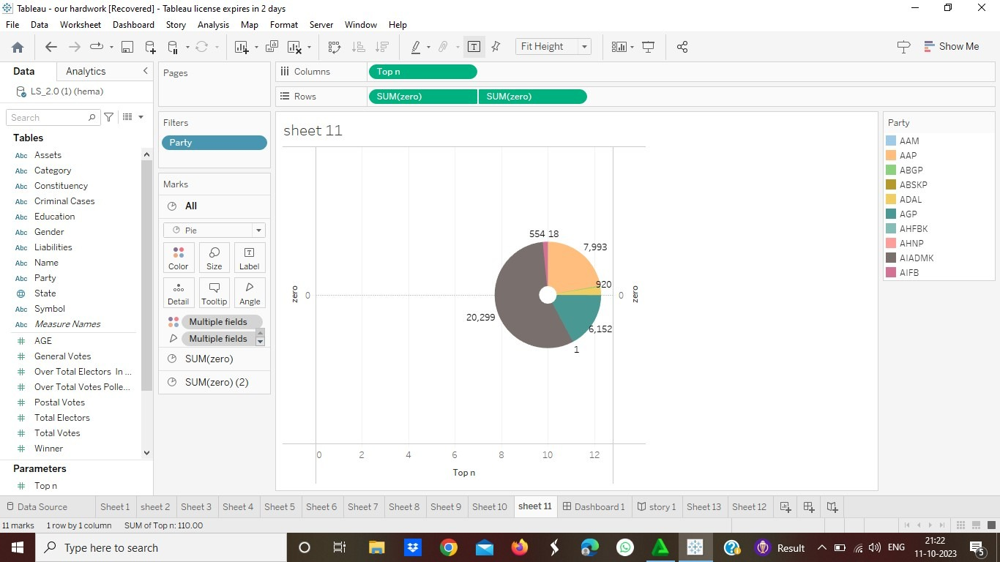 Tableau - our hardwork [Recovered] - Tableau license expires in 2 days
File Data Worksheet Dashboard Story Analysis Map Format Server Window Help
Fit Height
Show Me
Data Analytics
LS_2.0 (1) (hema)
Search
Tables
Abc Assets
Abc Category
Abc Constituency
Abc Criminal Cases
Abc Education
Abc Gender
Abc Liabilities
Abc Name
Abc Party
State
Abc Symbol
Abc Measure Names
# AGE
# General Votes
# Over Total Electors In ...
# Over Total Votes Polle...
# Postal Votes
# Total Electors
# Total Votes
# Winner
Parameters
# Top n
Pages
Filters
Party
Marks
All
Pie
Color Size Label
Detail Tooltip Angle
Multiple fields
Multiple fields
SUM(zero)
SUM(zero) (2)
Columns Top n
Rows SUM(zero) SUM(zero)
sheet 11
554 18
7,993
920
zero 0
0 zero
20,299
6,152
1
0 2 4 6 8 10 12
Top n
Party
AAM
AAP
ABGP
ABSKP
ADAL
AGP
AHFBK
AHNP
AIADMK
AIFB
Data Source Sheet 1 sheet 2 Sheet 3 Sheet 4 Sheet 5 Sheet 6 Sheet 7 Sheet 8 Sheet 9 Sheet 10 sheet 11 Dashboard 1 story 1 Sheet 13 Sheet 12
11 marks 1 row by 1 column SUM of Top n: 110.00
Type here to search
Result
ENG
21:22
11-10-2023
5